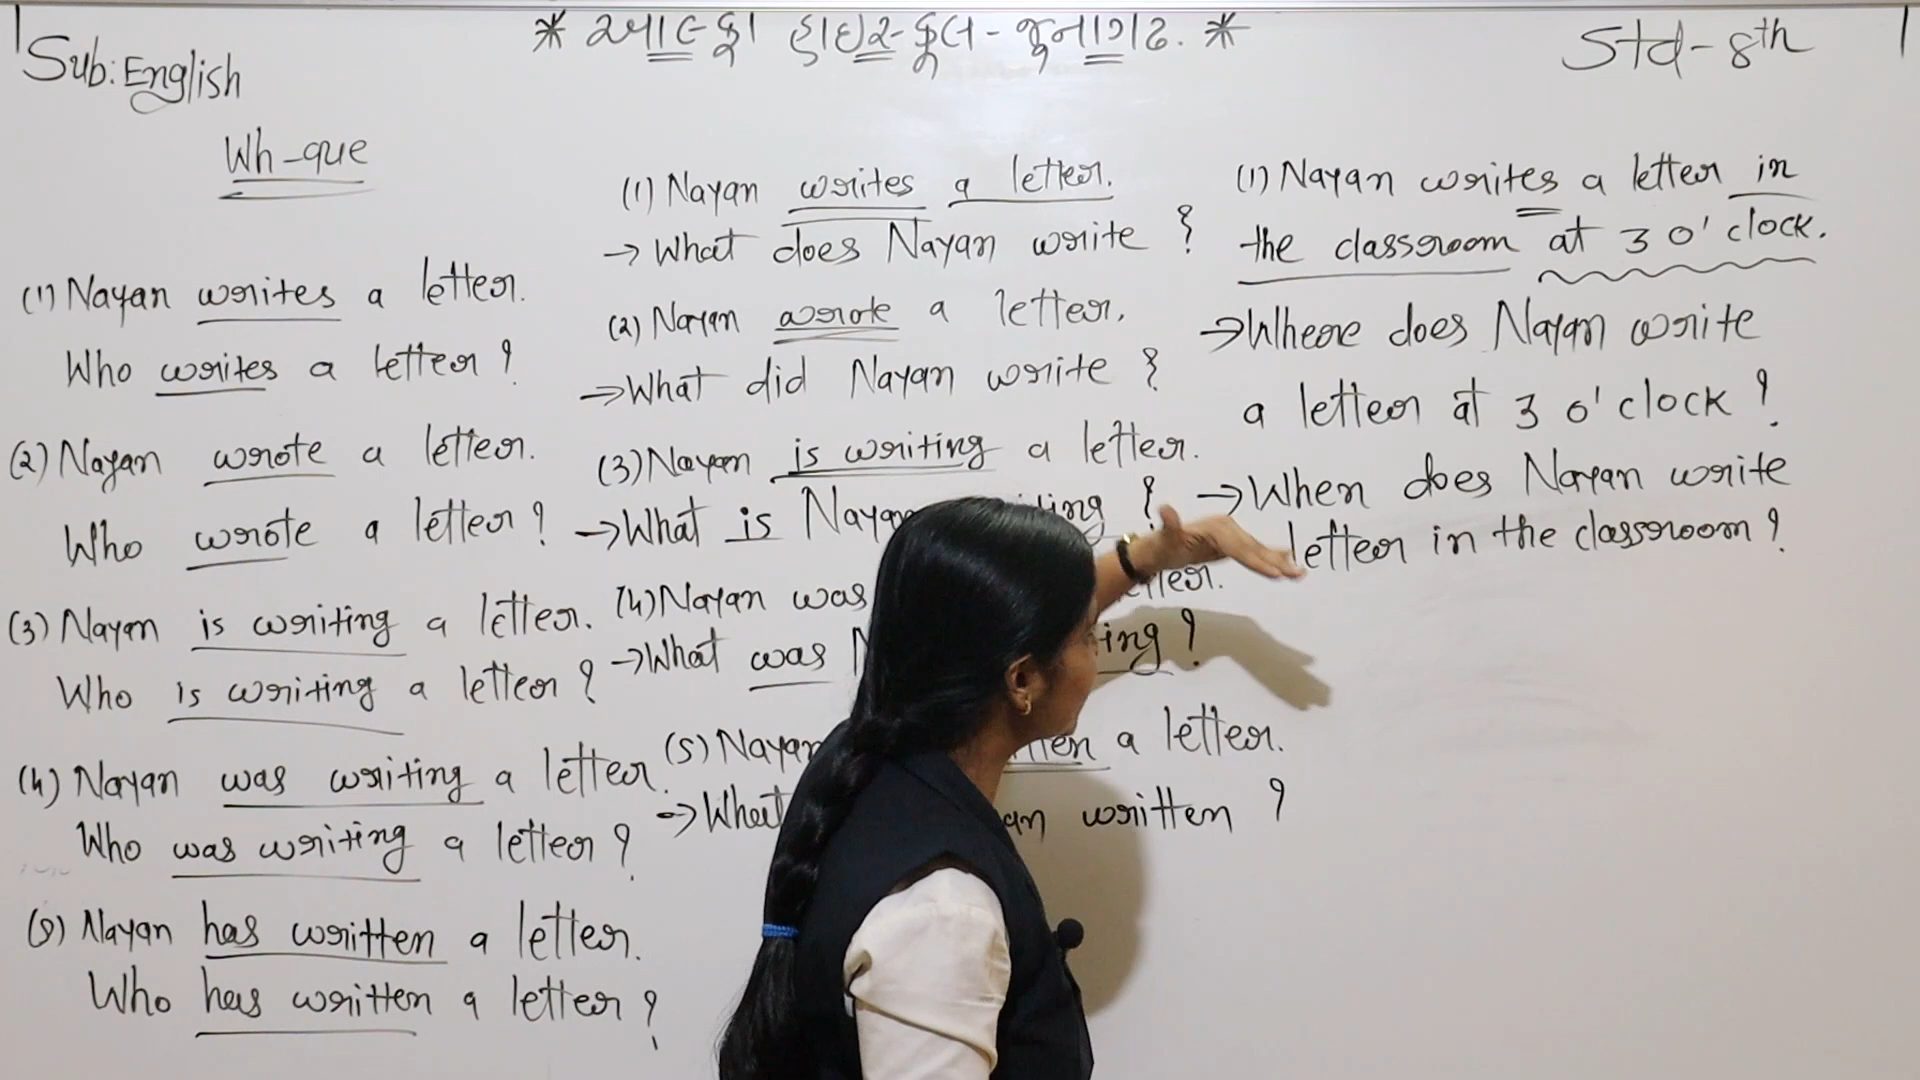 * આલ્ફા હાઇસ્કૂલ - જૂનાગઢ. *
Sub: English
Std - 8th
Wh-que
(1) Nayan writes a letter.
Who writes a letter ?
(2) Nayan wrote a letter.
Who wrote a letter ?
(3) Nayan is writing a letter.
Who is writing a letter ?
(4) Nayan was writing a letter.
Who was writing a letter ?
(5) Nayan has written a letter.
Who has written a letter ?
(1) Nayan writes a letter.
→ What does Nayan write ?
(2) Nayan wrote a letter.
→ What did Nayan write ?
(3) Nayan is writing a letter.
→ What is
(4) Nayan was
→ What was
(5) a letter.
→ What written ?
(1) Nayan writes a letter in
the classroom at 3 o'clock.
→ Where does Nayan write
a letter at 3 o'clock ?
→ When does Nayan write
letter in the classroom ?